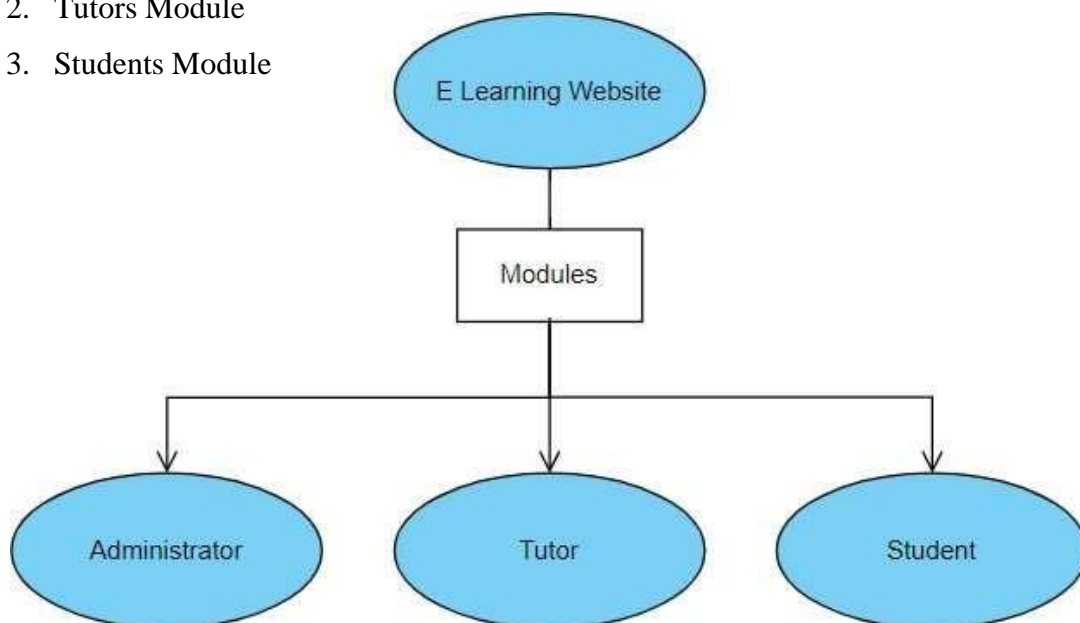 2. Tutors Module
3. Students Module
E Learning Website
Modules
Administrator
Tutor
Student